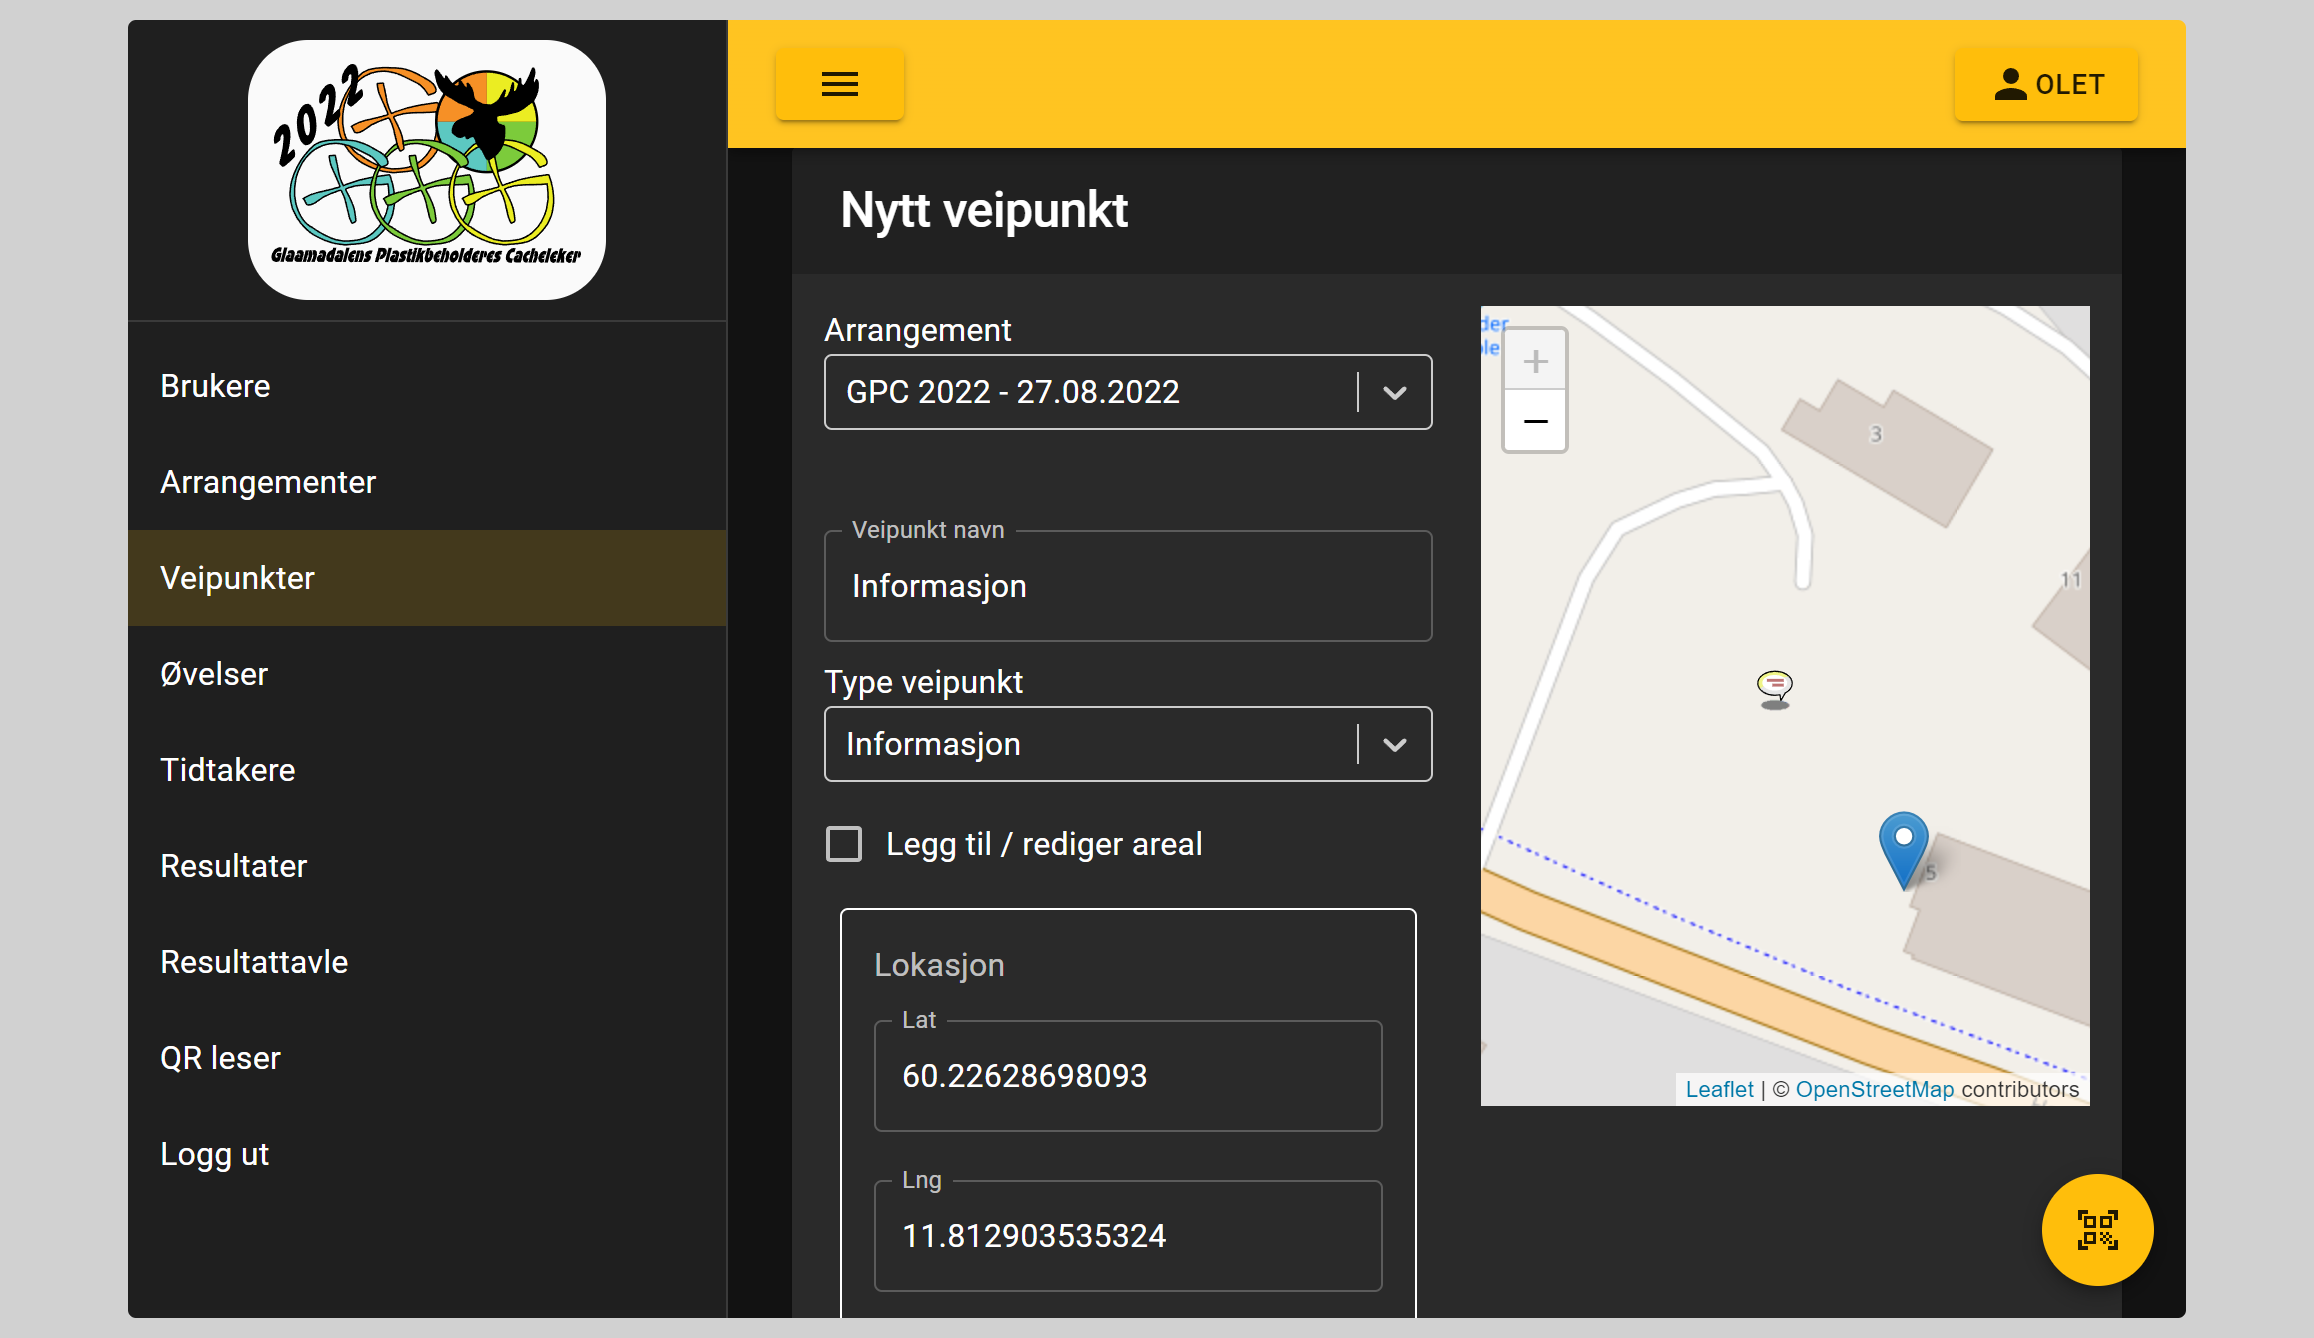 2022
Glaamadalens Plastikbeholderes Cacheleker
Brukere
Arrangementer
Veipunkter
Øvelser
Tidtakere
Resultater
Resultattavle
QR leser
Logg ut
OLET
Nytt veipunkt
Arrangement
GPC 2022 - 27.08.2022
Veipunkt navn
Informasjon
Type veipunkt
Informasjon
Legg til / rediger areal
Lokasjon
Lat
60.22628698093
Lng
11.812903535324
+
−
3
11
5
Leaflet | © OpenStreetMap contributors